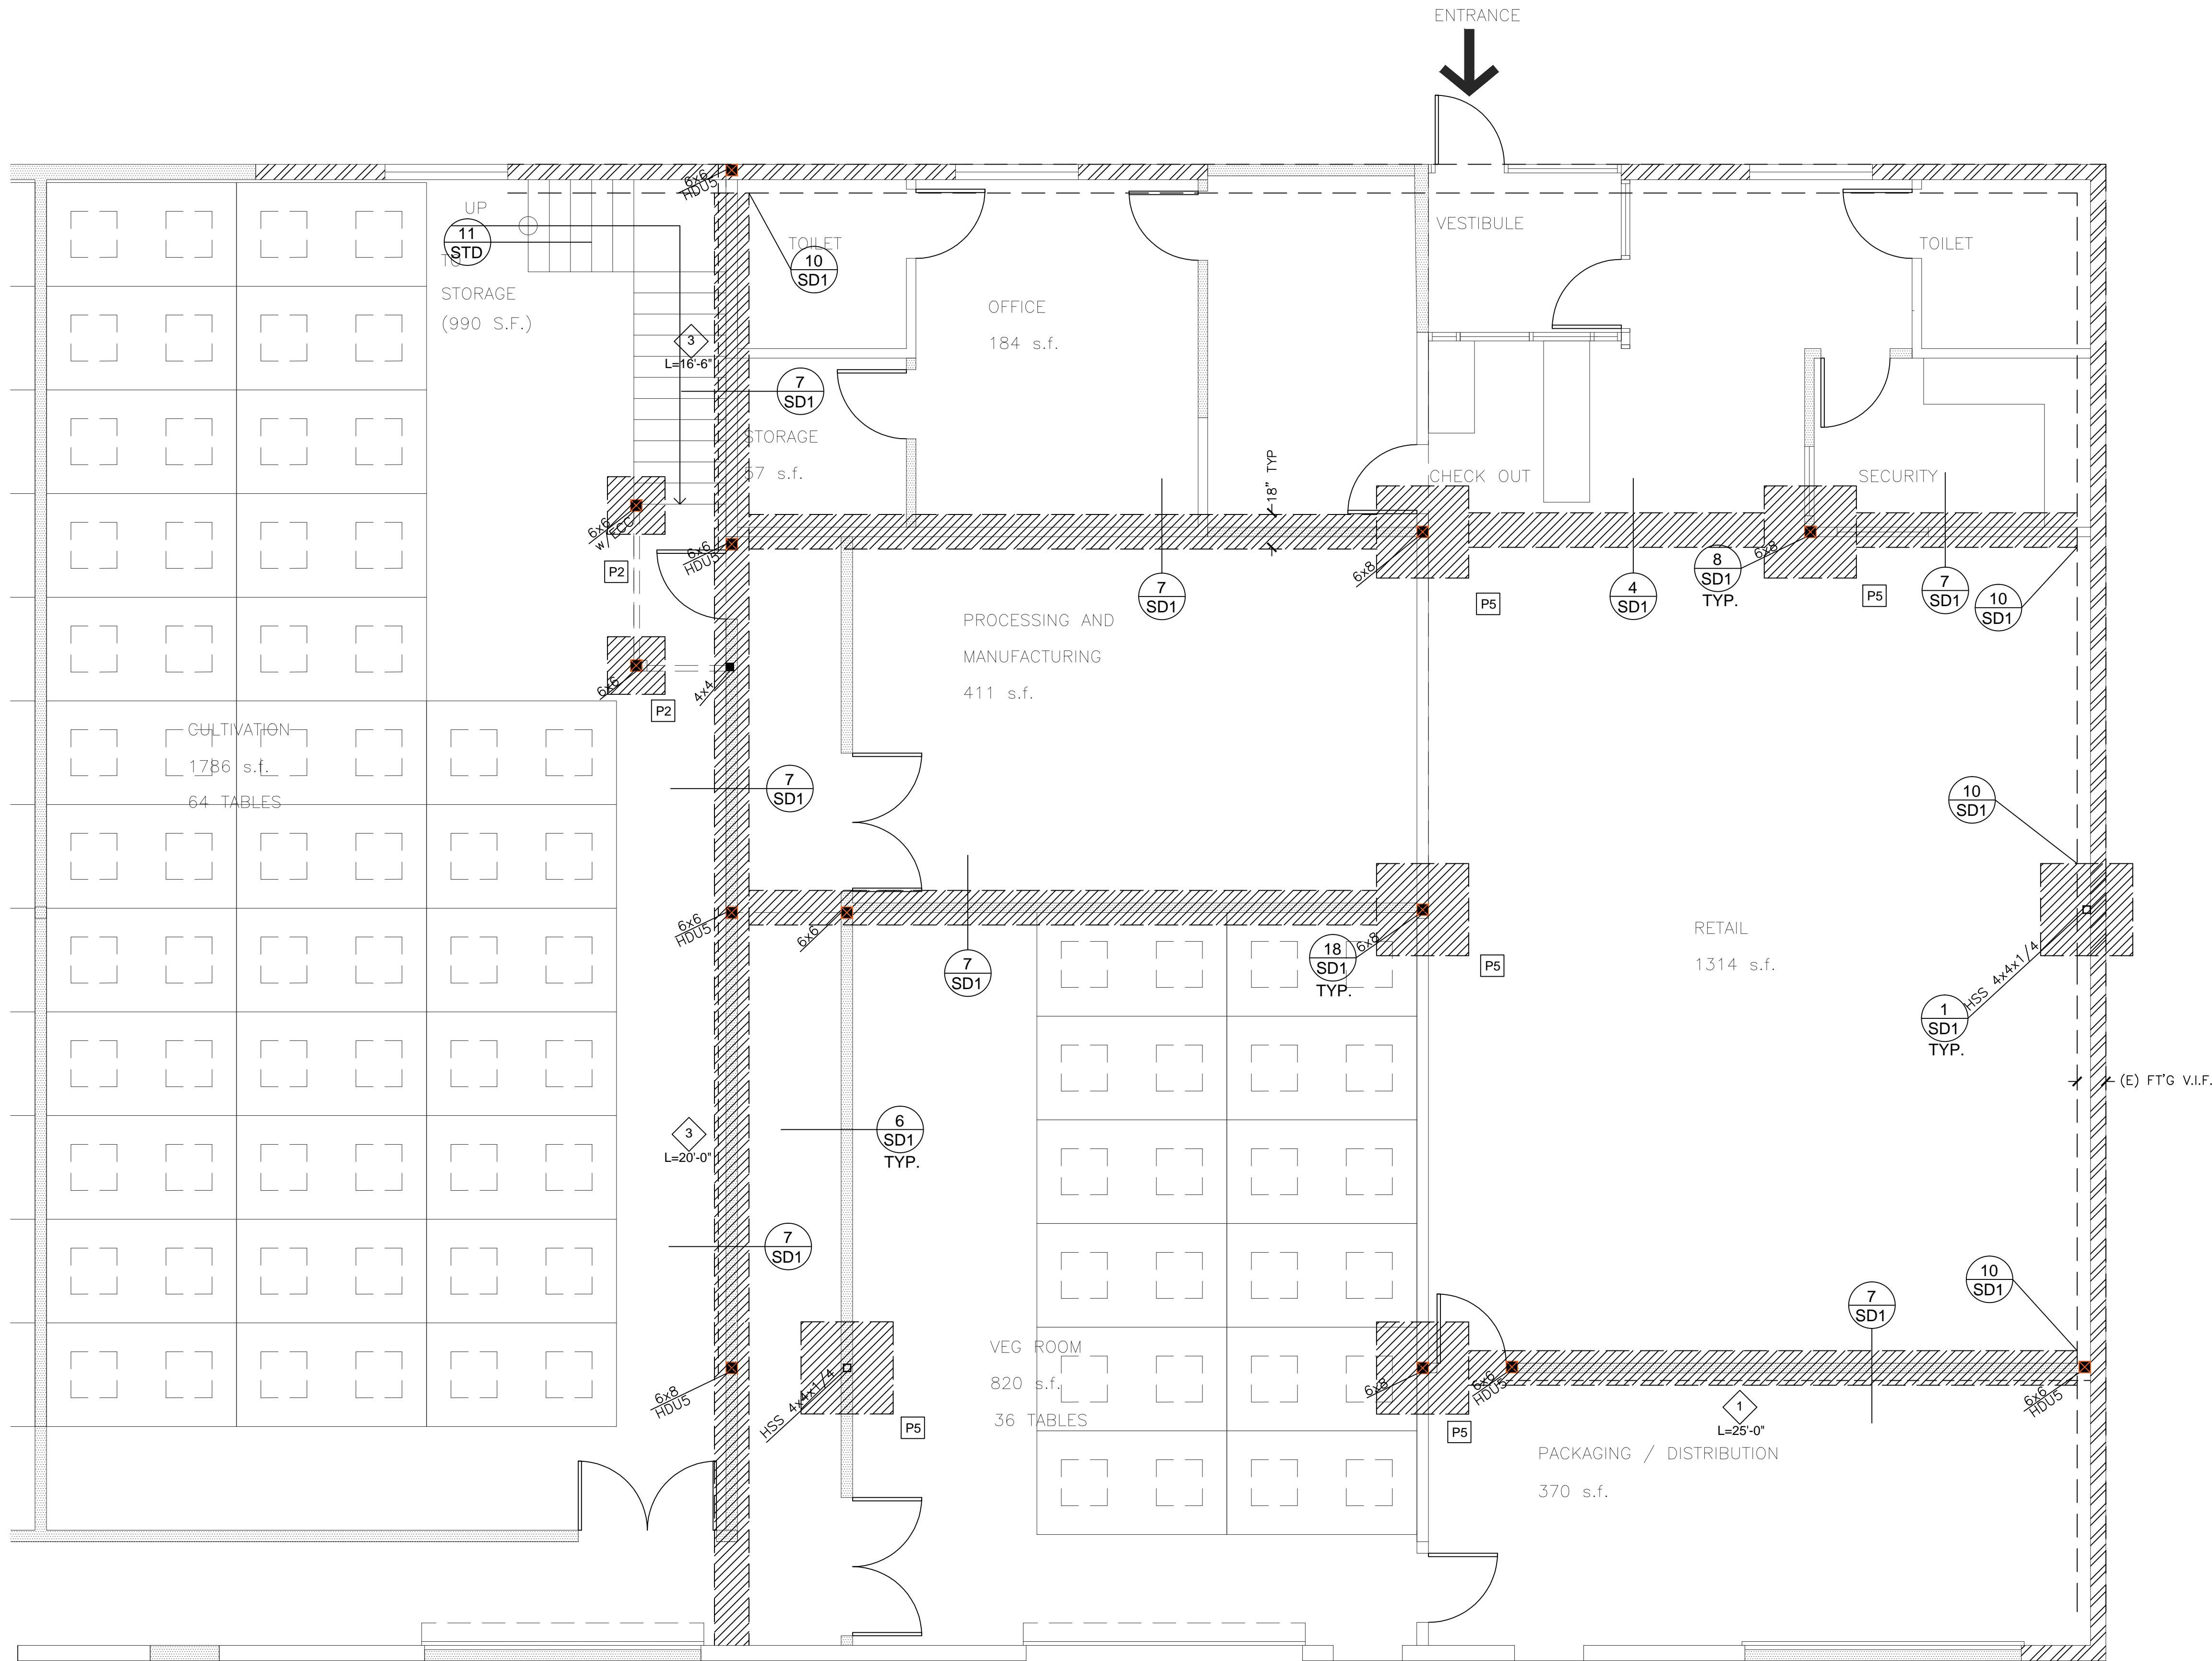 ENTRANCE
6x6
HDU5
UP
11
STD
TO
STORAGE
(990 S.F.)
TOILET
10
SD1
OFFICE
184 s.f.
VESTIBULE
TOILET
3
L=16'-6"
7
SD1
STORAGE
57 s.f.
18" TYP
CHECK OUT
SECURITY
6x6
w/ECC
P2
6x6
HDU5
7
SD1
6x8
P5
4
SD1
8
SD1
TYP.
6x8
P5
7
SD1
10
SD1
PROCESSING AND
MANUFACTURING
411 s.f.
6x6
P2
4x4
CULTIVATION
1786 s.f.
64 TABLES
7
SD1
10
SD1
6x6
HDU5
6x6
7
SD1
18
SD1
TYP.
6x8
P5
RETAIL
1314 s.f.
HSS 4x4x1/4
1
SD1
TYP.
(E) FT'G V.I.F.
3
L=20'-0"
6
SD1
TYP.
7
SD1
10
SD1
7
SD1
6x8
HDU5
HSS 4x4x1/4
P5
VEG ROOM
820 s.f.
36 TABLES
6x8
P5
6x6
HDU5
1
L=25'-0"
6x6
HDU5
PACKAGING / DISTRIBUTION
370 s.f.